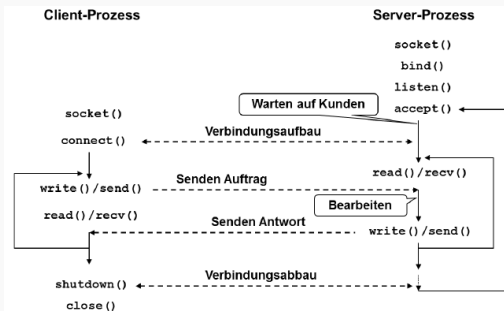 Client-Prozess
Server-Prozess
socket()
bind()
listen()
accept()
Warten auf Kunden
socket()
connect()
Verbindungsaufbau
read()/recv()
Senden Auftrag
write()/send()
Bearbeiten
read()/recv()
Senden Antwort
write()/send()
Verbindungsabbau
shutdown()
close()